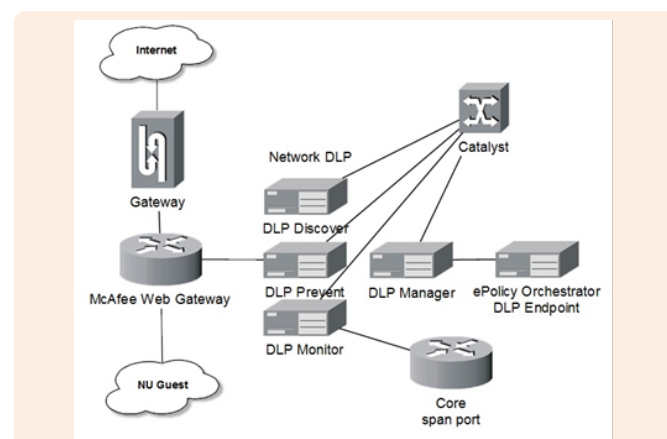 Internet
Gateway
McAfee Web Gateway
NU Guest
Network DLP
DLP Discover
DLP Prevent
DLP Monitor
Catalyst
DLP Manager
ePolicy Orchestrator
DLP Endpoint
Core
span port